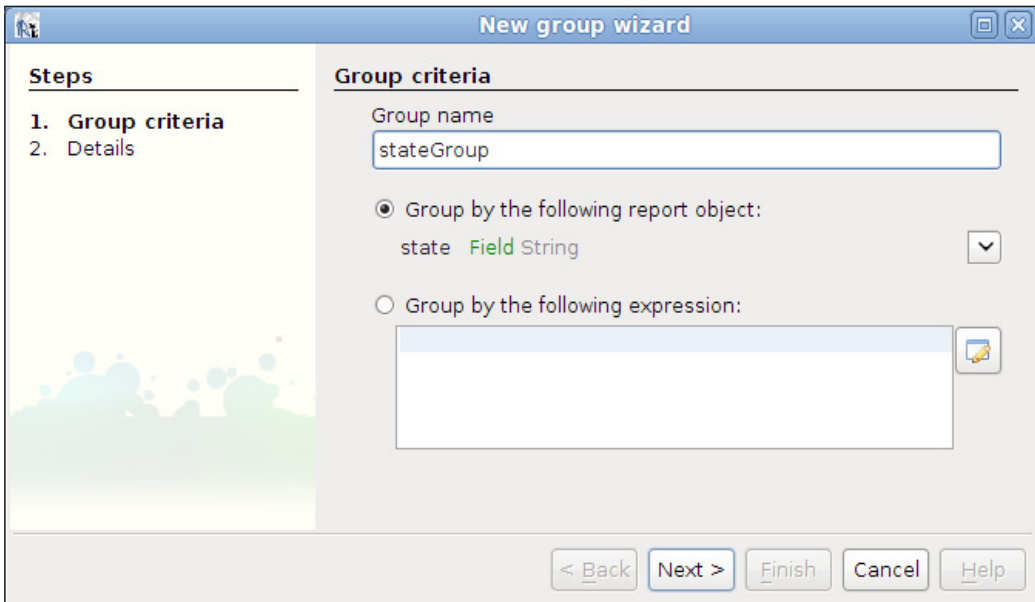 New group wizard
Steps
1. Group criteria
2. Details
Group criteria
Group name
stateGroup
Group by the following report object:
state Field String
Group by the following expression:
< Back Next > Finish Cancel Help